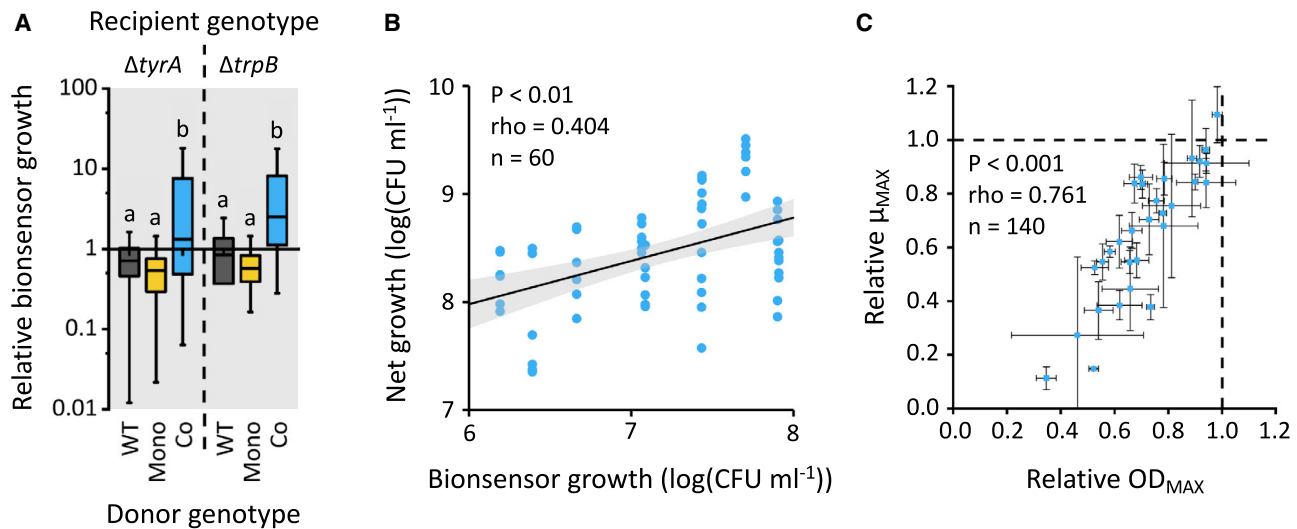 A
Recipient genotype
ΔtyrA ΔtrpB
Relative biosensor growth
100
10
1
0.1
0.01
a a b a a b
WT Mono Co WT Mono Co
Donor genotype
B
Net growth (log(CFU ml-1))
10
9
8
7
P < 0.01
rho = 0.404
n = 60
6 7 8
Bionsensor growth (log(CFU ml-1))
C
Relative μMAX
1.2
1.0
0.8
0.6
0.4
0.2
0.0
P < 0.001
rho = 0.761
n = 140
0.0 0.2 0.4 0.6 0.8 1.0 1.2
Relative ODMAX